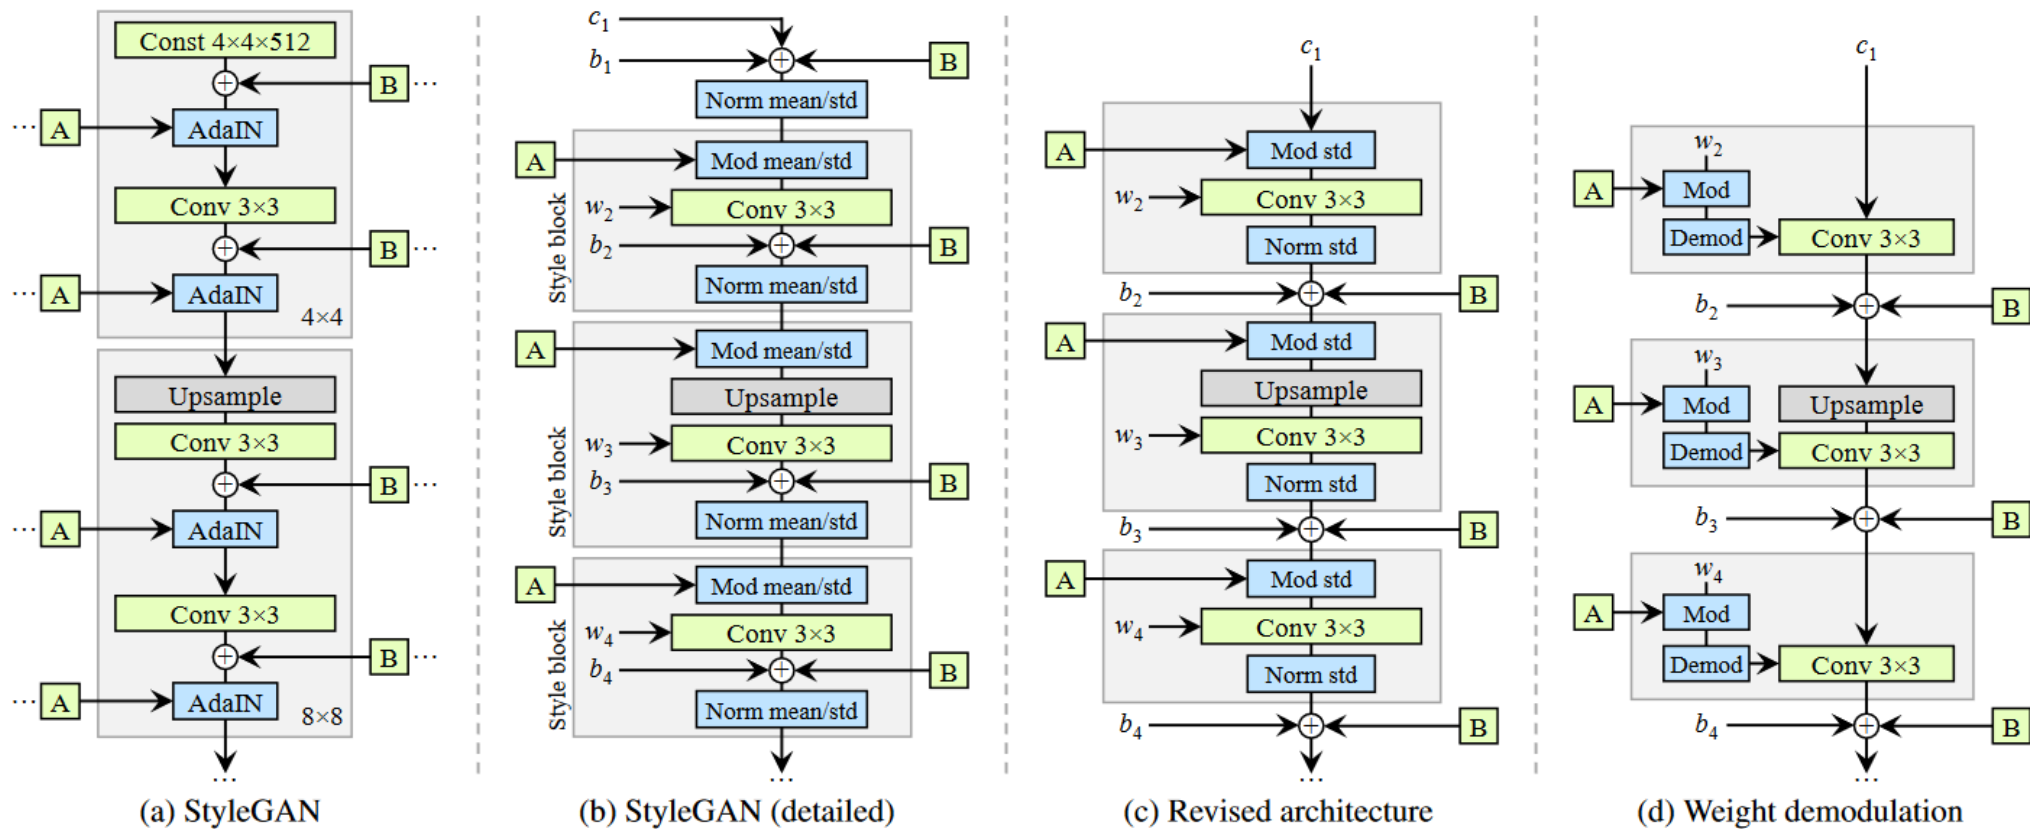 Const 4×4×512
B ...
... A
AdaIN
Conv 3×3
B ...
... A
AdaIN
4×4
Upsample
Conv 3×3
B ...
... A
AdaIN
Conv 3×3
B ...
... A
AdaIN
8×8
...
(a) StyleGAN
c1
b1
B
Norm mean/std
A
Mod mean/std
w2
Conv 3×3
b2
B
Norm mean/std
Style block
A
Mod mean/std
Upsample
w3
Conv 3×3
b3
B
Norm mean/std
Style block
A
Mod mean/std
w4
Conv 3×3
b4
B
Norm mean/std
Style block
...
(b) StyleGAN (detailed)
c1
A
Mod std
w2
Conv 3×3
Norm std
b2
B
A
Mod std
Upsample
w3
Conv 3×3
Norm std
b3
B
A
Mod std
w4
Conv 3×3
Norm std
b4
B
...
(c) Revised architecture
c1
w2
A
Mod
Demod
Conv 3×3
b2
B
w3
A
Mod
Upsample
Demod
Conv 3×3
b3
B
w4
A
Mod
Demod
Conv 3×3
b4
B
...
(d) Weight demodulation